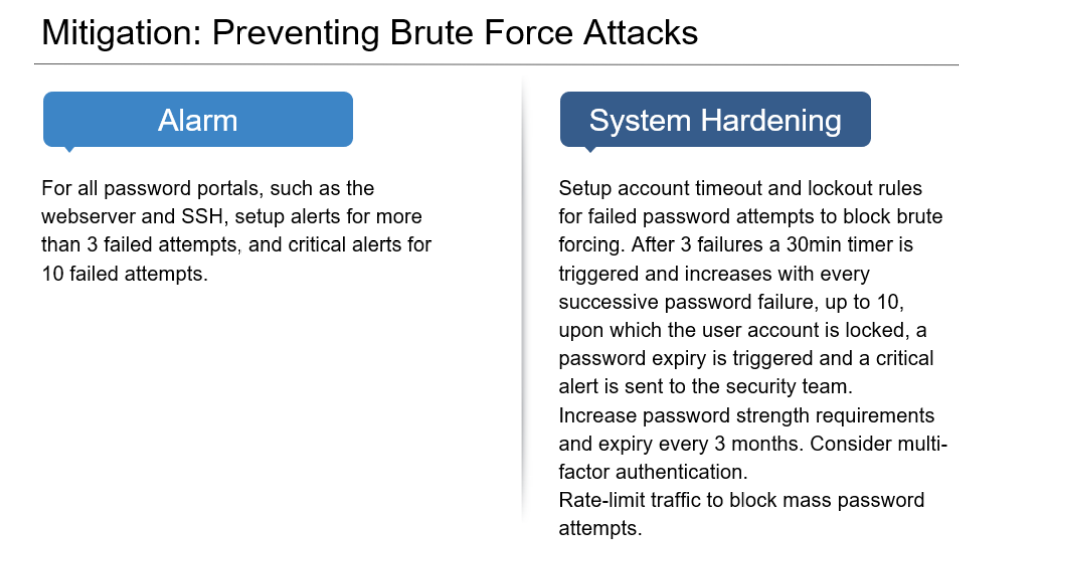 Mitigation: Preventing Brute Force Attacks
Alarm
For all password portals, such as the
webserver and SSH, setup alerts for more
than 3 failed attempts, and critical alerts for
10 failed attempts.
System Hardening
Setup account timeout and lockout rules
for failed password attempts to block brute
forcing. After 3 failures a 30min timer is
triggered and increases with every
successive password failure, up to 10,
upon which the user account is locked, a
password expiry is triggered and a critical
alert is sent to the security team.
Increase password strength requirements
and expiry every 3 months. Consider multi-
factor authentication.
Rate-limit traffic to block mass password
attempts.